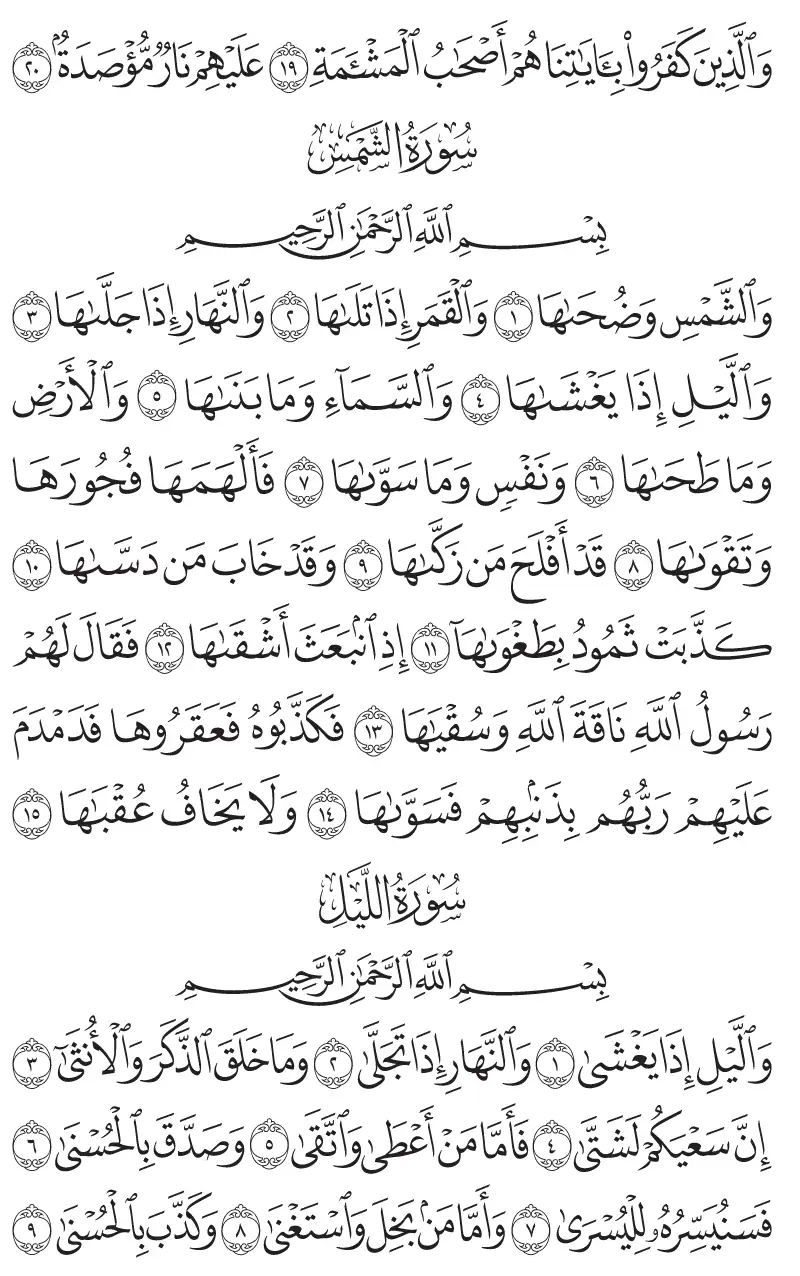 وَٱلَّذِينَ كَفَرُوا۟ بِـَٔايَـٰتِنَا هُمْ أَصْحَـٰبُ ٱلْمَشْـَٔمَةِ ١٩ عَلَيْهِمْ نَارٌ مُّؤْصَدَةٌۢ ٢٠
سُورَةُ الشَّمْسِ
بِسْمِ ٱللَّهِ ٱلرَّحْمَـٰنِ ٱلرَّحِيمِ
وَٱلشَّمْسِ وَضُحَىٰهَا ١ وَٱلْقَمَرِ إِذَا تَلَىٰهَا ٢ وَٱلنَّهَارِ إِذَا جَلَّىٰهَا ٣
وَٱلَّيْلِ إِذَا يَغْشَىٰهَا ٤ وَٱلسَّمَآءِ وَمَا بَنَىٰهَا ٥ وَٱلْأَرْضِ
وَمَا طَحَىٰهَا ٦ وَنَفْسٍ وَمَا سَوَّىٰهَا ٧ فَأَلْهَمَهَا فُجُورَهَا
وَتَقْوَىٰهَا ٨ قَدْ أَفْلَحَ مَن زَكَّىٰهَا ٩ وَقَدْ خَابَ مَن دَسَّىٰهَا ١٠
كَذَّبَتْ ثَمُودُ بِطَغْوَىٰهَآ ١١ إِذِ ٱنۢبَعَثَ أَشْقَىٰهَا ١٢ فَقَالَ لَهُمْ
رَسُولُ ٱللَّهِ نَاقَةَ ٱللَّهِ وَسُقْيَـٰهَا ١٣ فَكَذَّبُوهُ فَعَقَرُوهَا فَدَمْدَمَ
عَلَيْهِمْ رَبُّهُم بِذَنۢبِهِمْ فَسَوَّىٰهَا ١٤ وَلَا يَخَافُ عُقْبَـٰهَا ١٥
سُورَةُ اللَّيْلِ
بِسْمِ ٱللَّهِ ٱلرَّحْمَـٰنِ ٱلرَّحِيمِ
وَٱلَّيْلِ إِذَا يَغْشَىٰ ١ وَٱلنَّهَارِ إِذَا تَجَلَّىٰ ٢ وَمَا خَلَقَ ٱلذَّكَرَ وَٱلْأُنثَىٰٓ ٣
إِنَّ سَعْيَكُمْ لَشَتَّىٰ ٤ فَأَمَّا مَنْ أَعْطَىٰ وَٱتَّقَىٰ ٥ وَصَدَّقَ بِٱلْحُسْنَىٰ ٦
فَسَنُيَسِّرُهُۥ لِلْيُسْرَىٰ ٧ وَأَمَّا مَنۢ بَخِلَ وَٱسْتَغْنَىٰ ٨ وَكَذَّبَ بِٱلْحُسْنَىٰ ٩